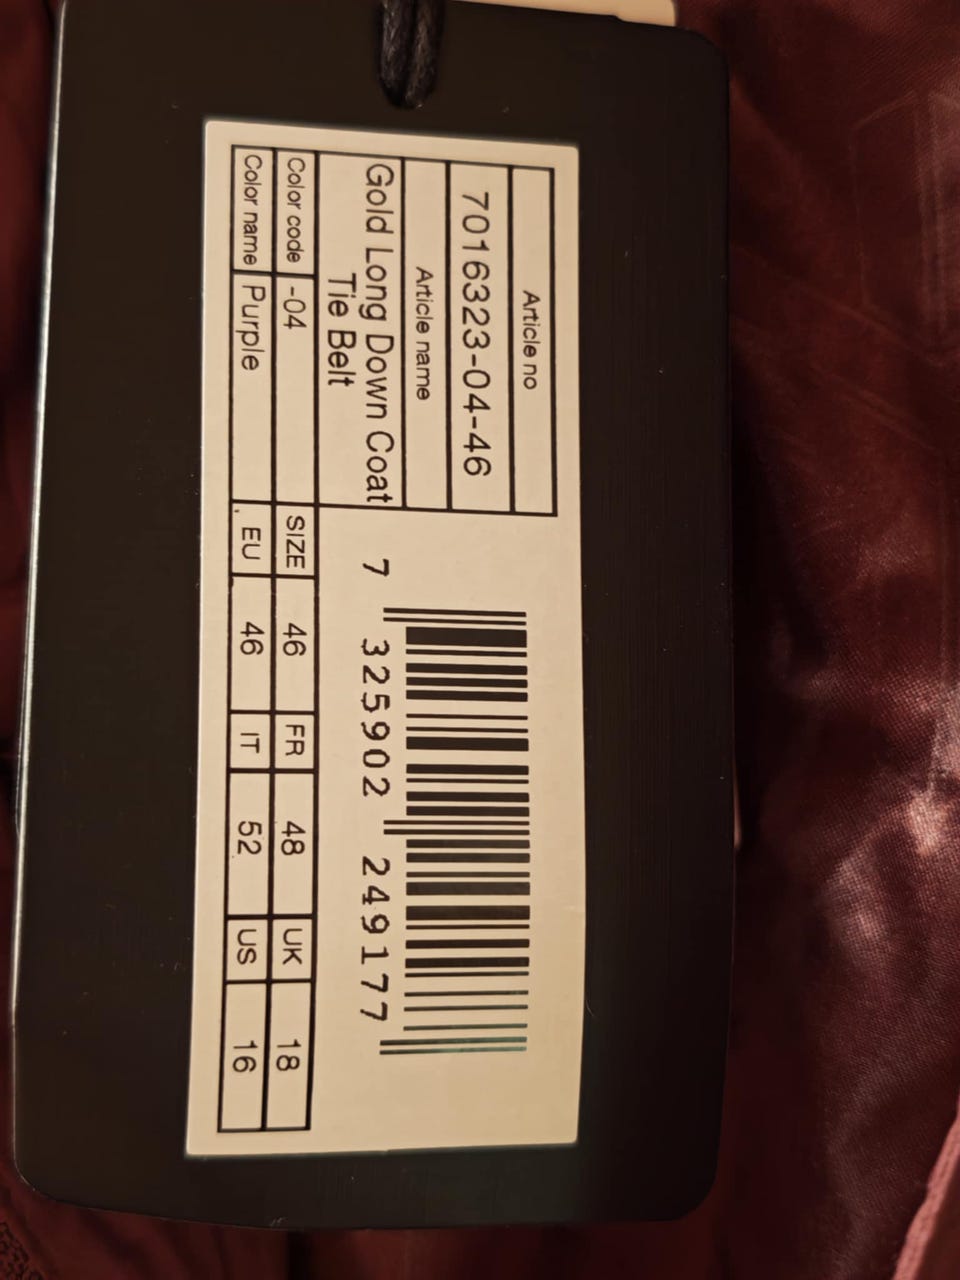 Article no
7016323-04-46
Article name
Gold Long Down Coat
Tie Belt
Color code -04
Color name Purple
7 325902 249177
SIZE 46 FR 48 UK 18
EU 46 IT 52 US 16